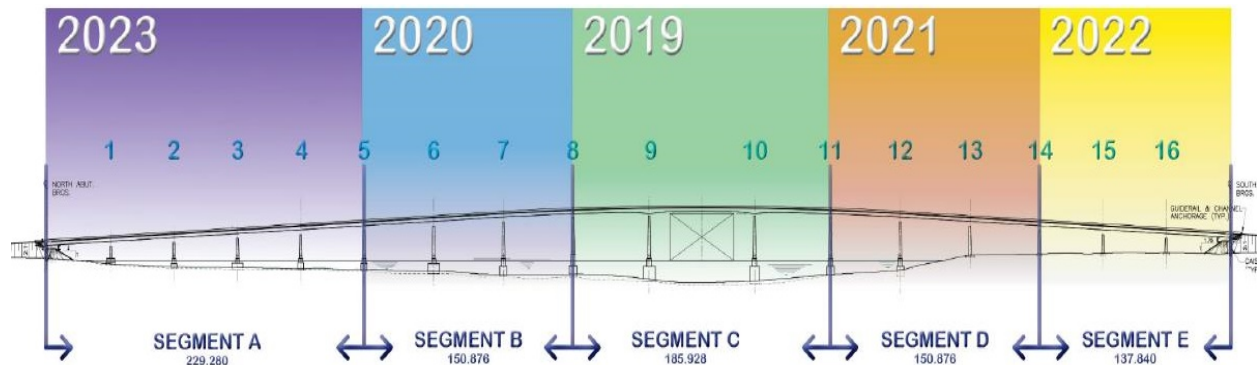 2023 2020 2019 2021 2022
1 2 3 4 5 6 7 8 9 10 11 12 13 14 15 16
NORTH ABUT.
BRGS.
SOUTH
BRGS.
GUIDERAIL & CHANNEL
ANCHORAGE (TYP.)
SEGMENT A
229.280
SEGMENT B
150.876
SEGMENT C
185.928
SEGMENT D
150.876
SEGMENT E
137.840